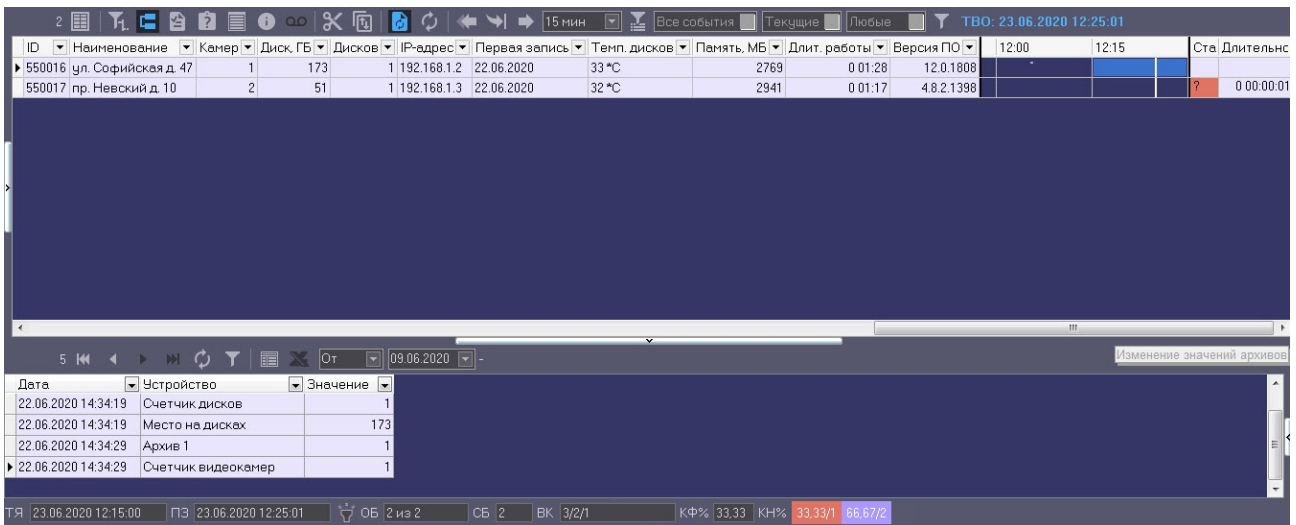 2 15 мин Все события Текущие Любые ТВО: 23.06.2020 12:25:01
ID Наименование Камер Диск, ГБ Дисков IP-адрес Первая запись Темп. дисков Память, МБ Длит. работы Версия ПО 12:00 12:15 Ста Длительнс
550016 ул. Софийская д. 47 1 173 1 192.168.1.2 22.06.2020 33 °C 2769 0 01:28 12.0.1808
550017 пр. Невский д. 10 2 51 1 192.168.1.3 22.06.2020 32 °C 2941 0 01:17 4.8.2.1398 ? 0 00:00:01
5 От 09.06.2020 - Изменение значений архивов
Дата Устройство Значение
22.06.2020 14:34:19 Счетчик дисков 1
22.06.2020 14:34:19 Место на дисках 173
22.06.2020 14:34:29 Архив 1 1
22.06.2020 14:34:29 Счетчик видеокамер 1
ТЯ 23.06.2020 12:15:00 ПЗ 23.06.2020 12:25:01 ОБ 2 из 2 СБ 2 ВК 3/2/1 КФ% 33,33 КН% 33,33/1 66,67/2